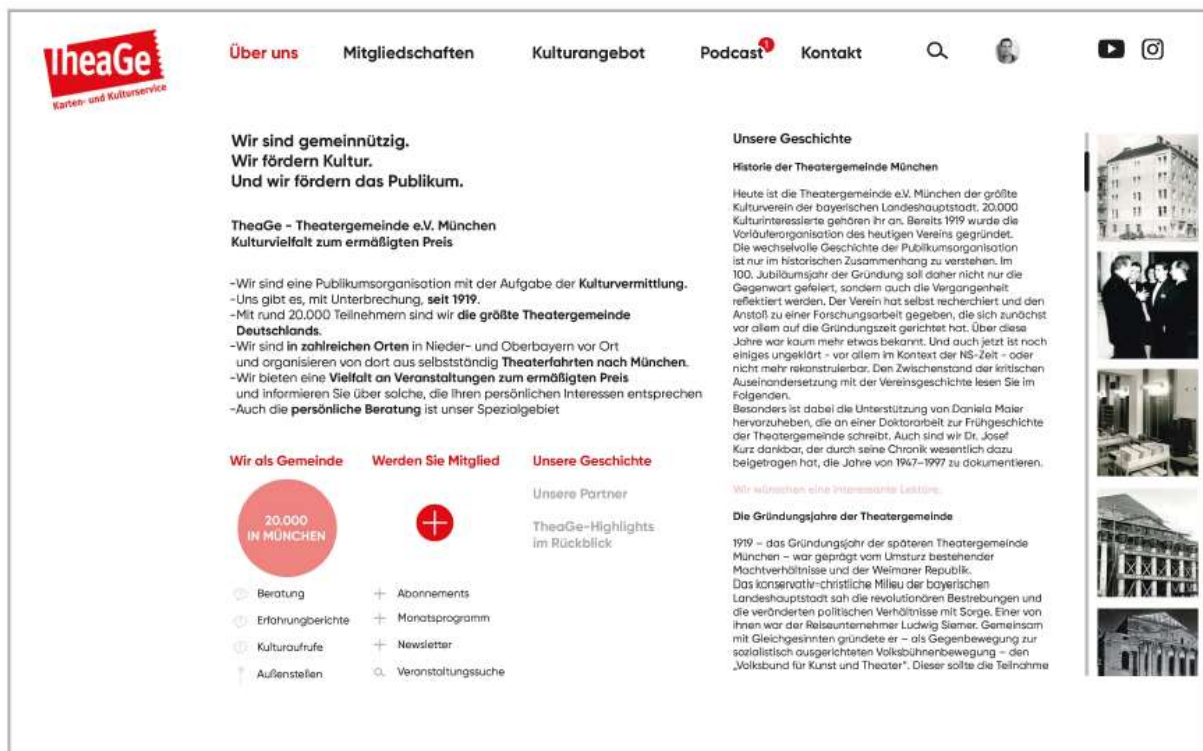 TheaGe
Karten- und Kulturservice
Über uns
Mitgliedschaften
Kulturangebot
Podcast
1
Kontakt
Wir sind gemeinnützig.
Wir fördern Kultur.
Und wir fördern das Publikum.
TheaGe - Theatergemeinde e.V. München
Kulturvielfalt zum ermäßigten Preis
-Wir sind eine Publikumsorganisation mit der Aufgabe der Kulturvermittlung.
-Uns gibt es, mit Unterbrechung, seit 1919.
-Mit rund 20.000 Teilnehmern sind wir die größte Theatergemeinde
Deutschlands.
-Wir sind in zahlreichen Orten in Nieder- und Oberbayern vor Ort
und organisieren von dort aus selbstständig Theaterfahrten nach München.
-Wir bieten eine Vielfalt an Veranstaltungen zum ermäßigten Preis
und informieren Sie über solche, die Ihren persönlichen Interessen entsprechen
-Auch die persönliche Beratung ist unser Spezialgebiet
Wir als Gemeinde
20.000
IN MÜNCHEN
Beratung
Erfahrungberichte
Kulturaufrufe
Außenstellen
Werden Sie Mitglied
Abonnements
Monatsprogramm
Newsletter
Veranstaltungssuche
Unsere Geschichte
Unsere Partner
TheaGe-Highlights
im Rückblick
Unsere Geschichte
Historie der Theatergemeinde München
Heute ist die Theatergemeinde e.V. München der größte
Kulturverein der bayerischen Landeshauptstadt. 20.000
Kulturinteressierte gehören ihr an. Bereits 1919 wurde die
Vorläuferorganisation des heutigen Vereins gegründet.
Die wechselvolle Geschichte der Publikumsorganisation
ist nur im historischen Zusammenhang zu verstehen. Im
100. Jubiläumsjahr der Gründung soll daher nicht nur die
Gegenwart gefeiert, sondern auch die Vergangenheit
reflektiert werden. Der Verein hat selbst recherchiert und den
Anstoß zu einer Forschungsarbeit gegeben, die sich zunächst
vor allem auf die Gründungszeit gerichtet hat. Über diese
Jahre war kaum mehr etwas bekannt. Und auch jetzt ist noch
einiges ungeklärt - vor allem im Kontext der NS-Zeit - oder
nicht mehr rekonstruierbar. Den Zwischenstand der kritischen
Auseinandersetzung mit der Vereinsgeschichte lesen Sie im
Folgenden.
Besonders ist dabei die Unterstützung von Daniela Maier
hervorzuheben, die an einer Doktorarbeit zur Frühgeschichte
der Theatergemeinde schreibt. Auch sind wir Dr. Josef
Kurz dankbar, der durch seine Chronik wesentlich dazu
beigetragen hat, die Jahre von 1947–1997 zu dokumentieren.
Wir wünschen eine interessante Lektüre.
Die Gründungsjahre der Theatergemeinde
1919 – das Gründungsjahr der späteren Theatergemeinde
München – war geprägt vom Umsturz bestehender
Machtverhältnisse und der Weimarer Republik.
Das konservativ-christliche Milieu der bayerischen
Landeshauptstadt sah die revolutionären Bestrebungen und
die veränderten politischen Verhältnisse mit Sorge. Einer von
ihnen war der Reiseunternehmer Ludwig Siemer. Gemeinsam
mit Gleichgesinnten gründete er – als Gegenbewegung zur
sozialistisch ausgerichteten Volksbühnenbewegung – den
„Volksbund für Kunst und Theater“. Dieser sollte die Teilnahme